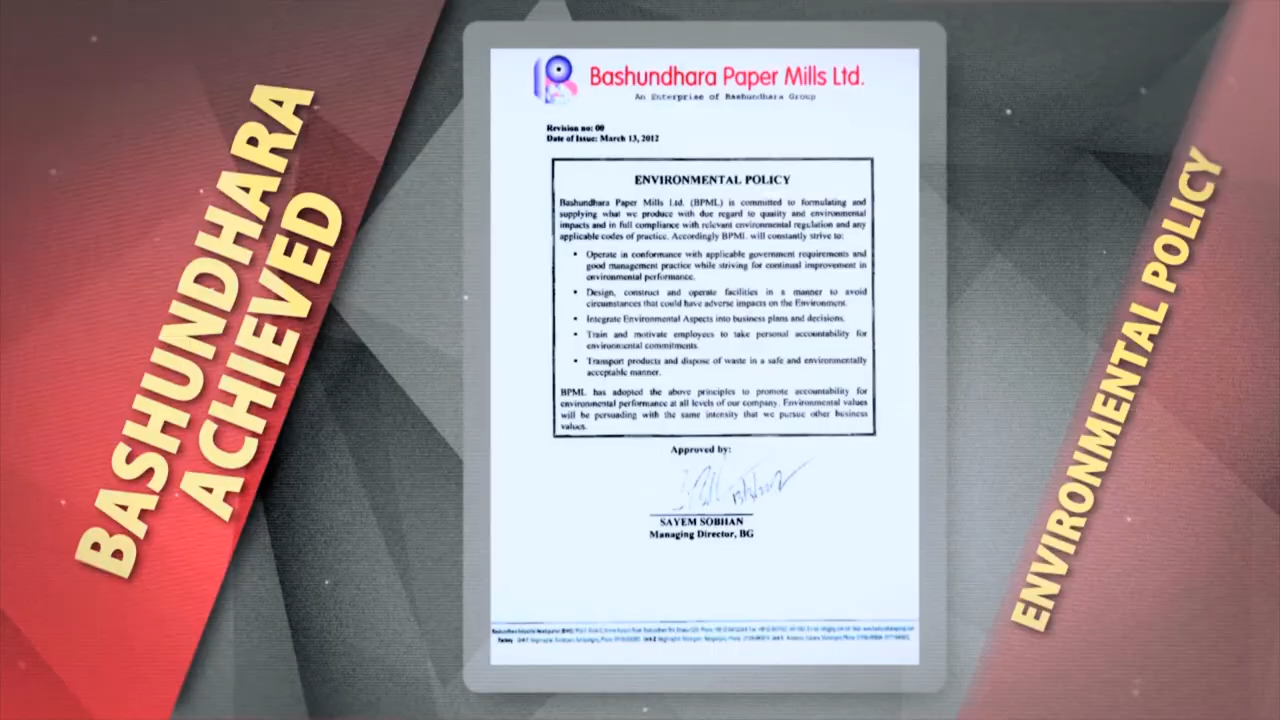 BASHUNDHARA
ACHIEVED
Bashundhara Paper Mills Ltd.
An Enterprise of Bashundhara Group
Revision no: 00
Date of Issue: March 13, 2012
ENVIRONMENTAL POLICY
Bashundhara Paper Mills Ltd. (BPML) is committed to formulating and
supplying what we produce with due regard to quality and environmental
impacts and in full compliance with relevant environmental regulation and any
applicable codes of practice. Accordingly BPML will constantly strive to:
▪ Operate in conformance with applicable government requirements and
good management practice while striving for continual improvement in
environmental performance.
▪ Design, construct and operate facilities in a manner to avoid
circumstances that could have adverse impacts on the Environment.
▪ Integrate Environmental Aspects into business plans and decisions.
▪ Train and motivate employees to take personal accountability for
environmental commitments.
▪ Transport products and dispose of waste in a safe and environmentally
acceptable manner.
BPML has adopted the above principles to promote accountability for
environmental performance at all levels of our company. Environmental values
will be persuading with the same intensity that we pursue other business
values.
Approved by:
SAYEM SOBHAN
Managing Director, BG
ENVIRONMENTAL POLICY